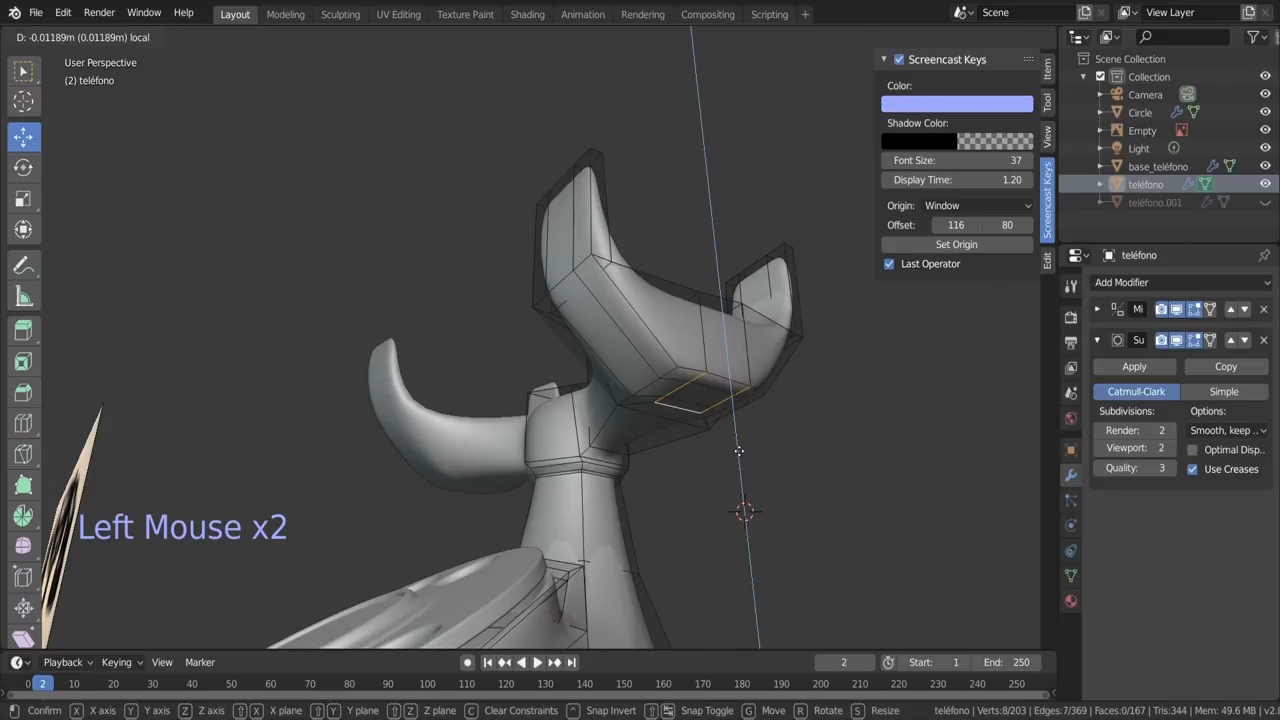 File Edit Render Window Help Layout Modeling Sculpting UV Editing Texture Paint Shading Animation Rendering Compositing Scripting + Scene View Layer
D: -0.01189m (0.01189m) local
User Perspective
(2) teléfono
Screencast Keys
Color:
Shadow Color:
Font Size: 37
Display Time: 1.20
Origin: Window
Offset: 116 80
Set Origin
Last Operator
Item
Tool
View
Screencast Keys
Edit
Scene Collection
Collection
Camera
Circle
Empty
Light
base_teléfono
teléfono
teléfono.001
teléfono
Add Modifier
Mi
Su
Apply Copy
Catmull-Clark Simple
Subdivisions: Options:
Render: 2 Smooth, keep ..
Viewport: 2 Optimal Disp..
Quality: 3 Use Creases
Left Mouse x2
Playback Keying View Marker 2 Start: 1 End: 250
0 2 10 20 30 40 50 60 70 80 90 100 110 120 130 140 150 160 170 180 190 200 210 220 230 240 250
Confirm X X axis Y Y axis Z Z axis X X plane Y Y plane Z Z plane C Clear Constraints Snap Invert Snap Toggle G Move R Rotate S Resize teléfono | Verts:8/203 | Edges:7/369 | Faces:0/167 | Tris:344 | Mem: 49.6 MB | v2.